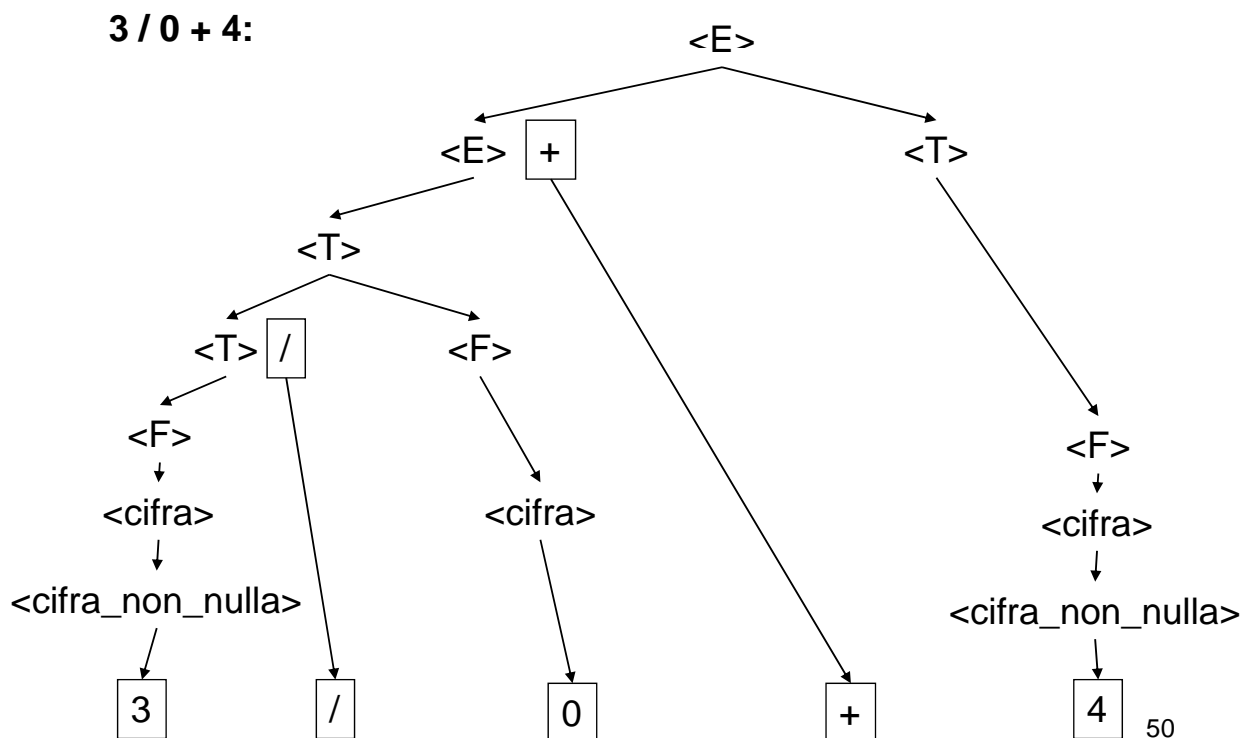 3 / 0 + 4:
<E>
<E> + <T>
<T>
<T> / <F>
<F> <F>
<cifra> <cifra> <cifra>
<cifra_non_nulla> <cifra_non_nulla>
3 / 0 + 4
50